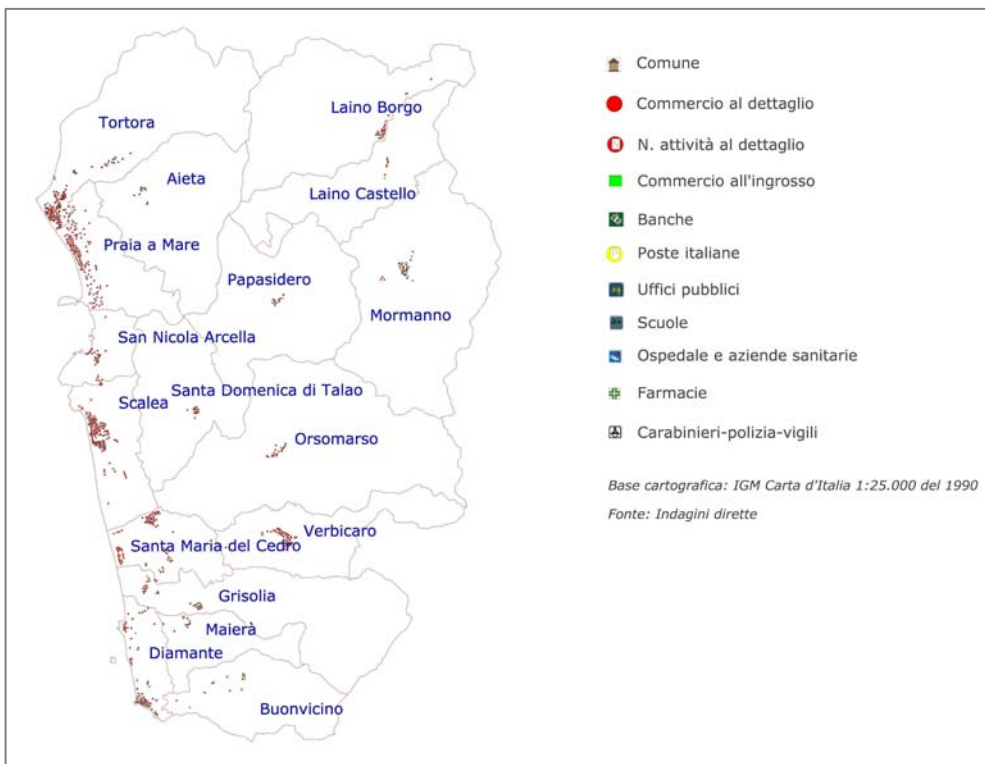 Tortora
Laino Borgo
Aieta
Laino Castello
Praia a Mare
Papasidero
Mormanno
San Nicola Arcella
Santa Domenica di Talao
Scalea
Orsomarso
Verbicaro
Santa Maria del Cedro
Grisolia
Maierà
Diamante
Buonvicino
Comune
Commercio al dettaglio
N. attività al dettaglio
Commercio all'ingrosso
Banche
Poste italiane
Uffici pubblici
Scuole
Ospedale e aziende sanitarie
Farmacie
Carabinieri-polizia-vigili
Base cartografica: IGM Carta d'Italia 1:25.000 del 1990
Fonte: Indagini dirette